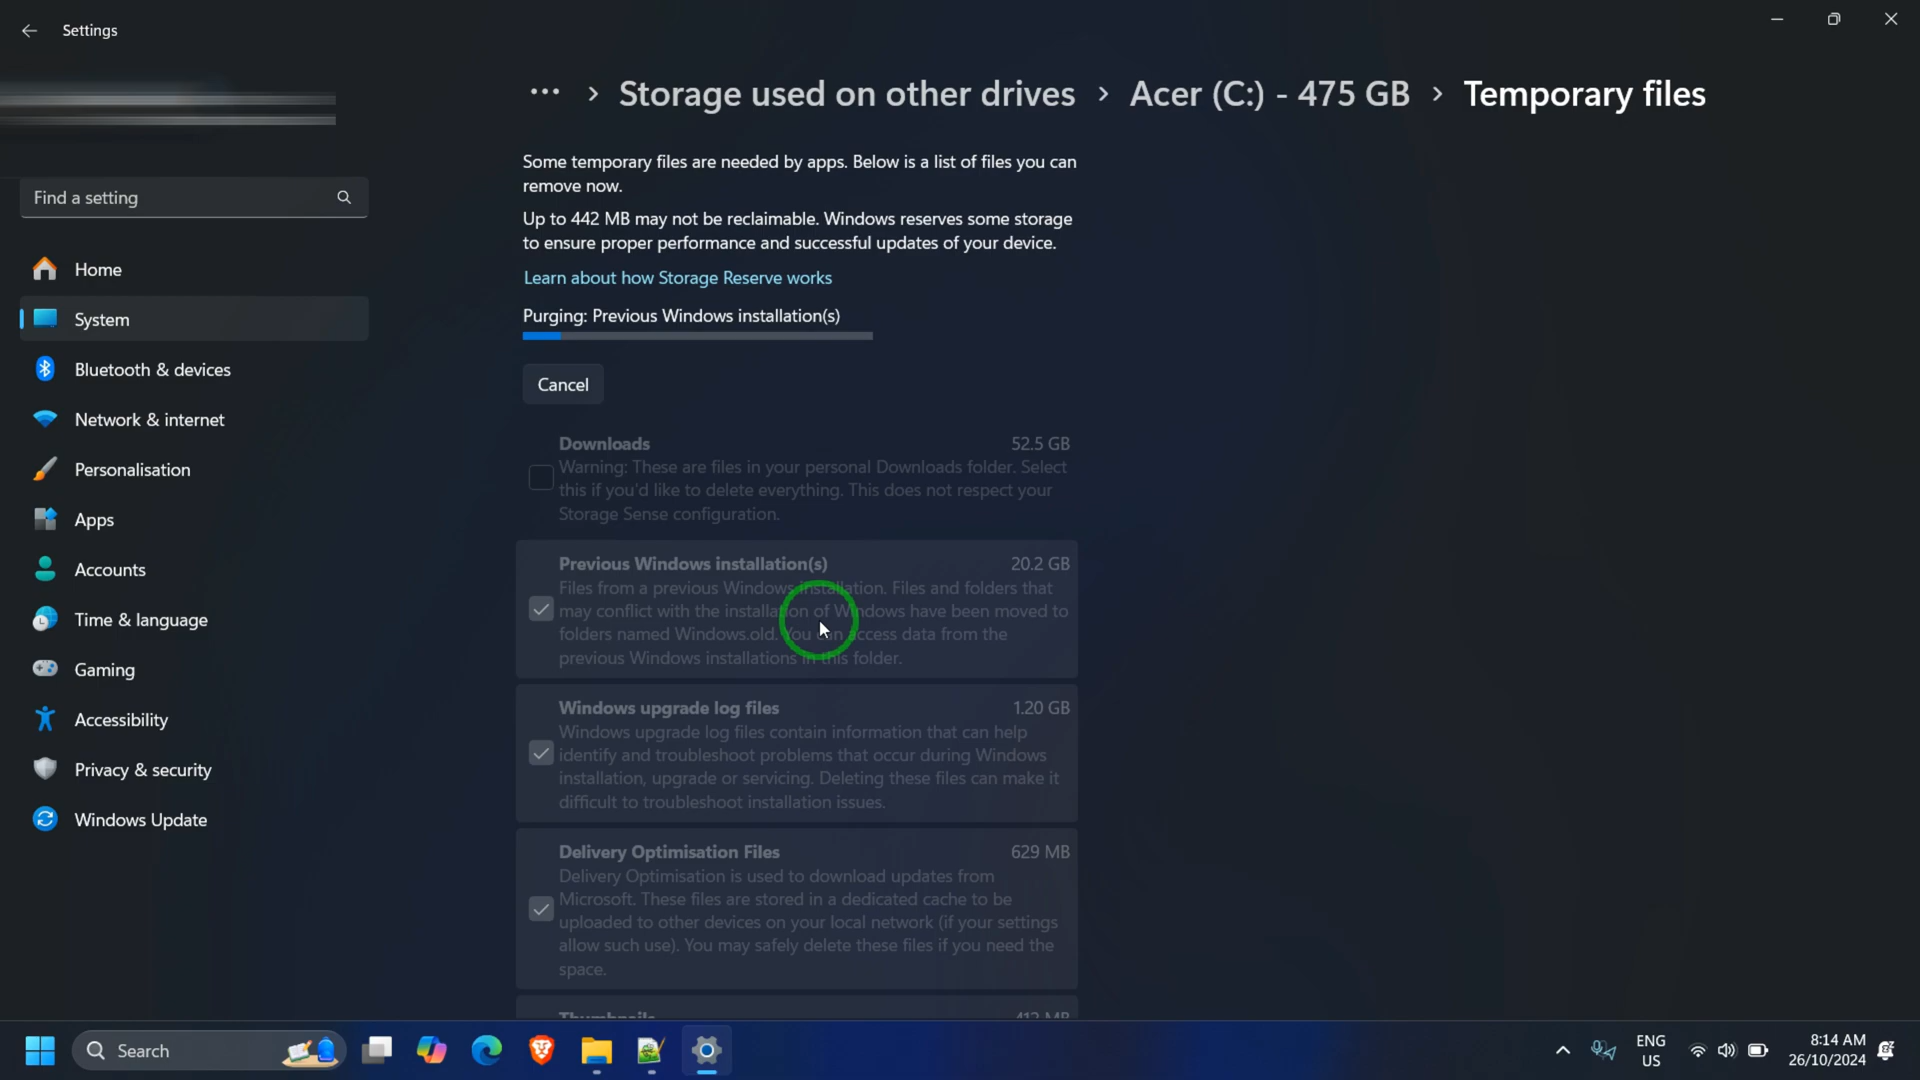 Settings
··· > Storage used on other drives > Acer (C:) - 475 GB > Temporary files
Some temporary files are needed by apps. Below is a list of files you can
remove now.
Up to 442 MB may not be reclaimable. Windows reserves some storage
to ensure proper performance and successful updates of your device.
Learn about how Storage Reserve works
Purging: Previous Windows installation(s)
Cancel
Find a setting
Home
System
Bluetooth & devices
Network & internet
Personalisation
Apps
Accounts
Time & language
Gaming
Accessibility
Privacy & security
Windows Update
Downloads 52.5 GB
Warning: These are files in your personal Downloads folder. Select
this if you'd like to delete everything. This does not respect your
Storage Sense configuration.
Previous Windows installation(s) 20.2 GB
Files from a previous Windows installation. Files and folders that
may conflict with the installation of Windows have been moved to
folders named Windows.old. You can access data from the
previous Windows installations in this folder.
Windows upgrade log files 1.20 GB
Windows upgrade log files contain information that can help
identify and troubleshoot problems that occur during Windows
installation, upgrade or servicing. Deleting these files can make it
difficult to troubleshoot installation issues.
Delivery Optimisation Files 629 MB
Delivery Optimisation is used to download updates from
Microsoft. These files are stored in a dedicated cache to be
uploaded to other devices on your local network (if your settings
allow such use). You may safely delete these files if you need the
space.
Thumbnails 412 MB
Search
ENG
US
8:14 AM
26/10/2024